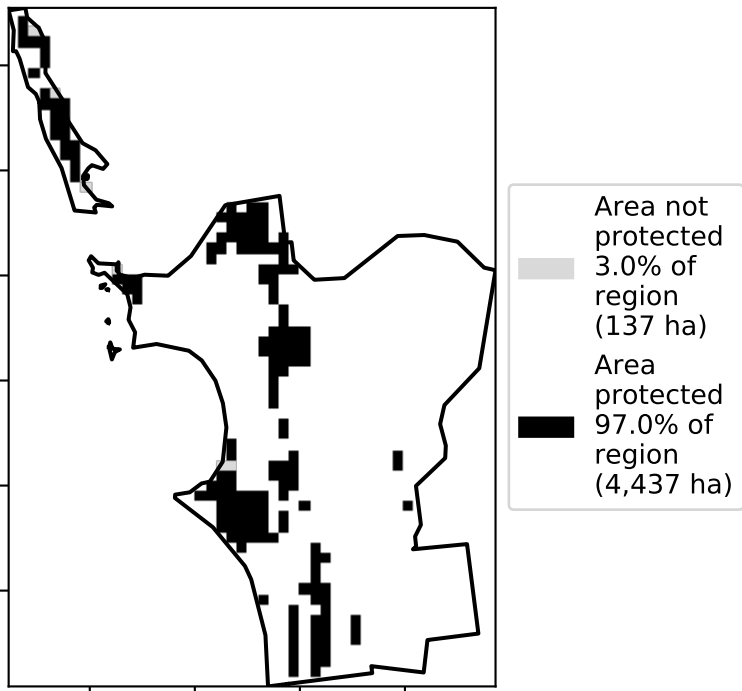 Area not
protected
3.0% of
region
(137 ha)
Area
protected
97.0% of
region
(4,437 ha)